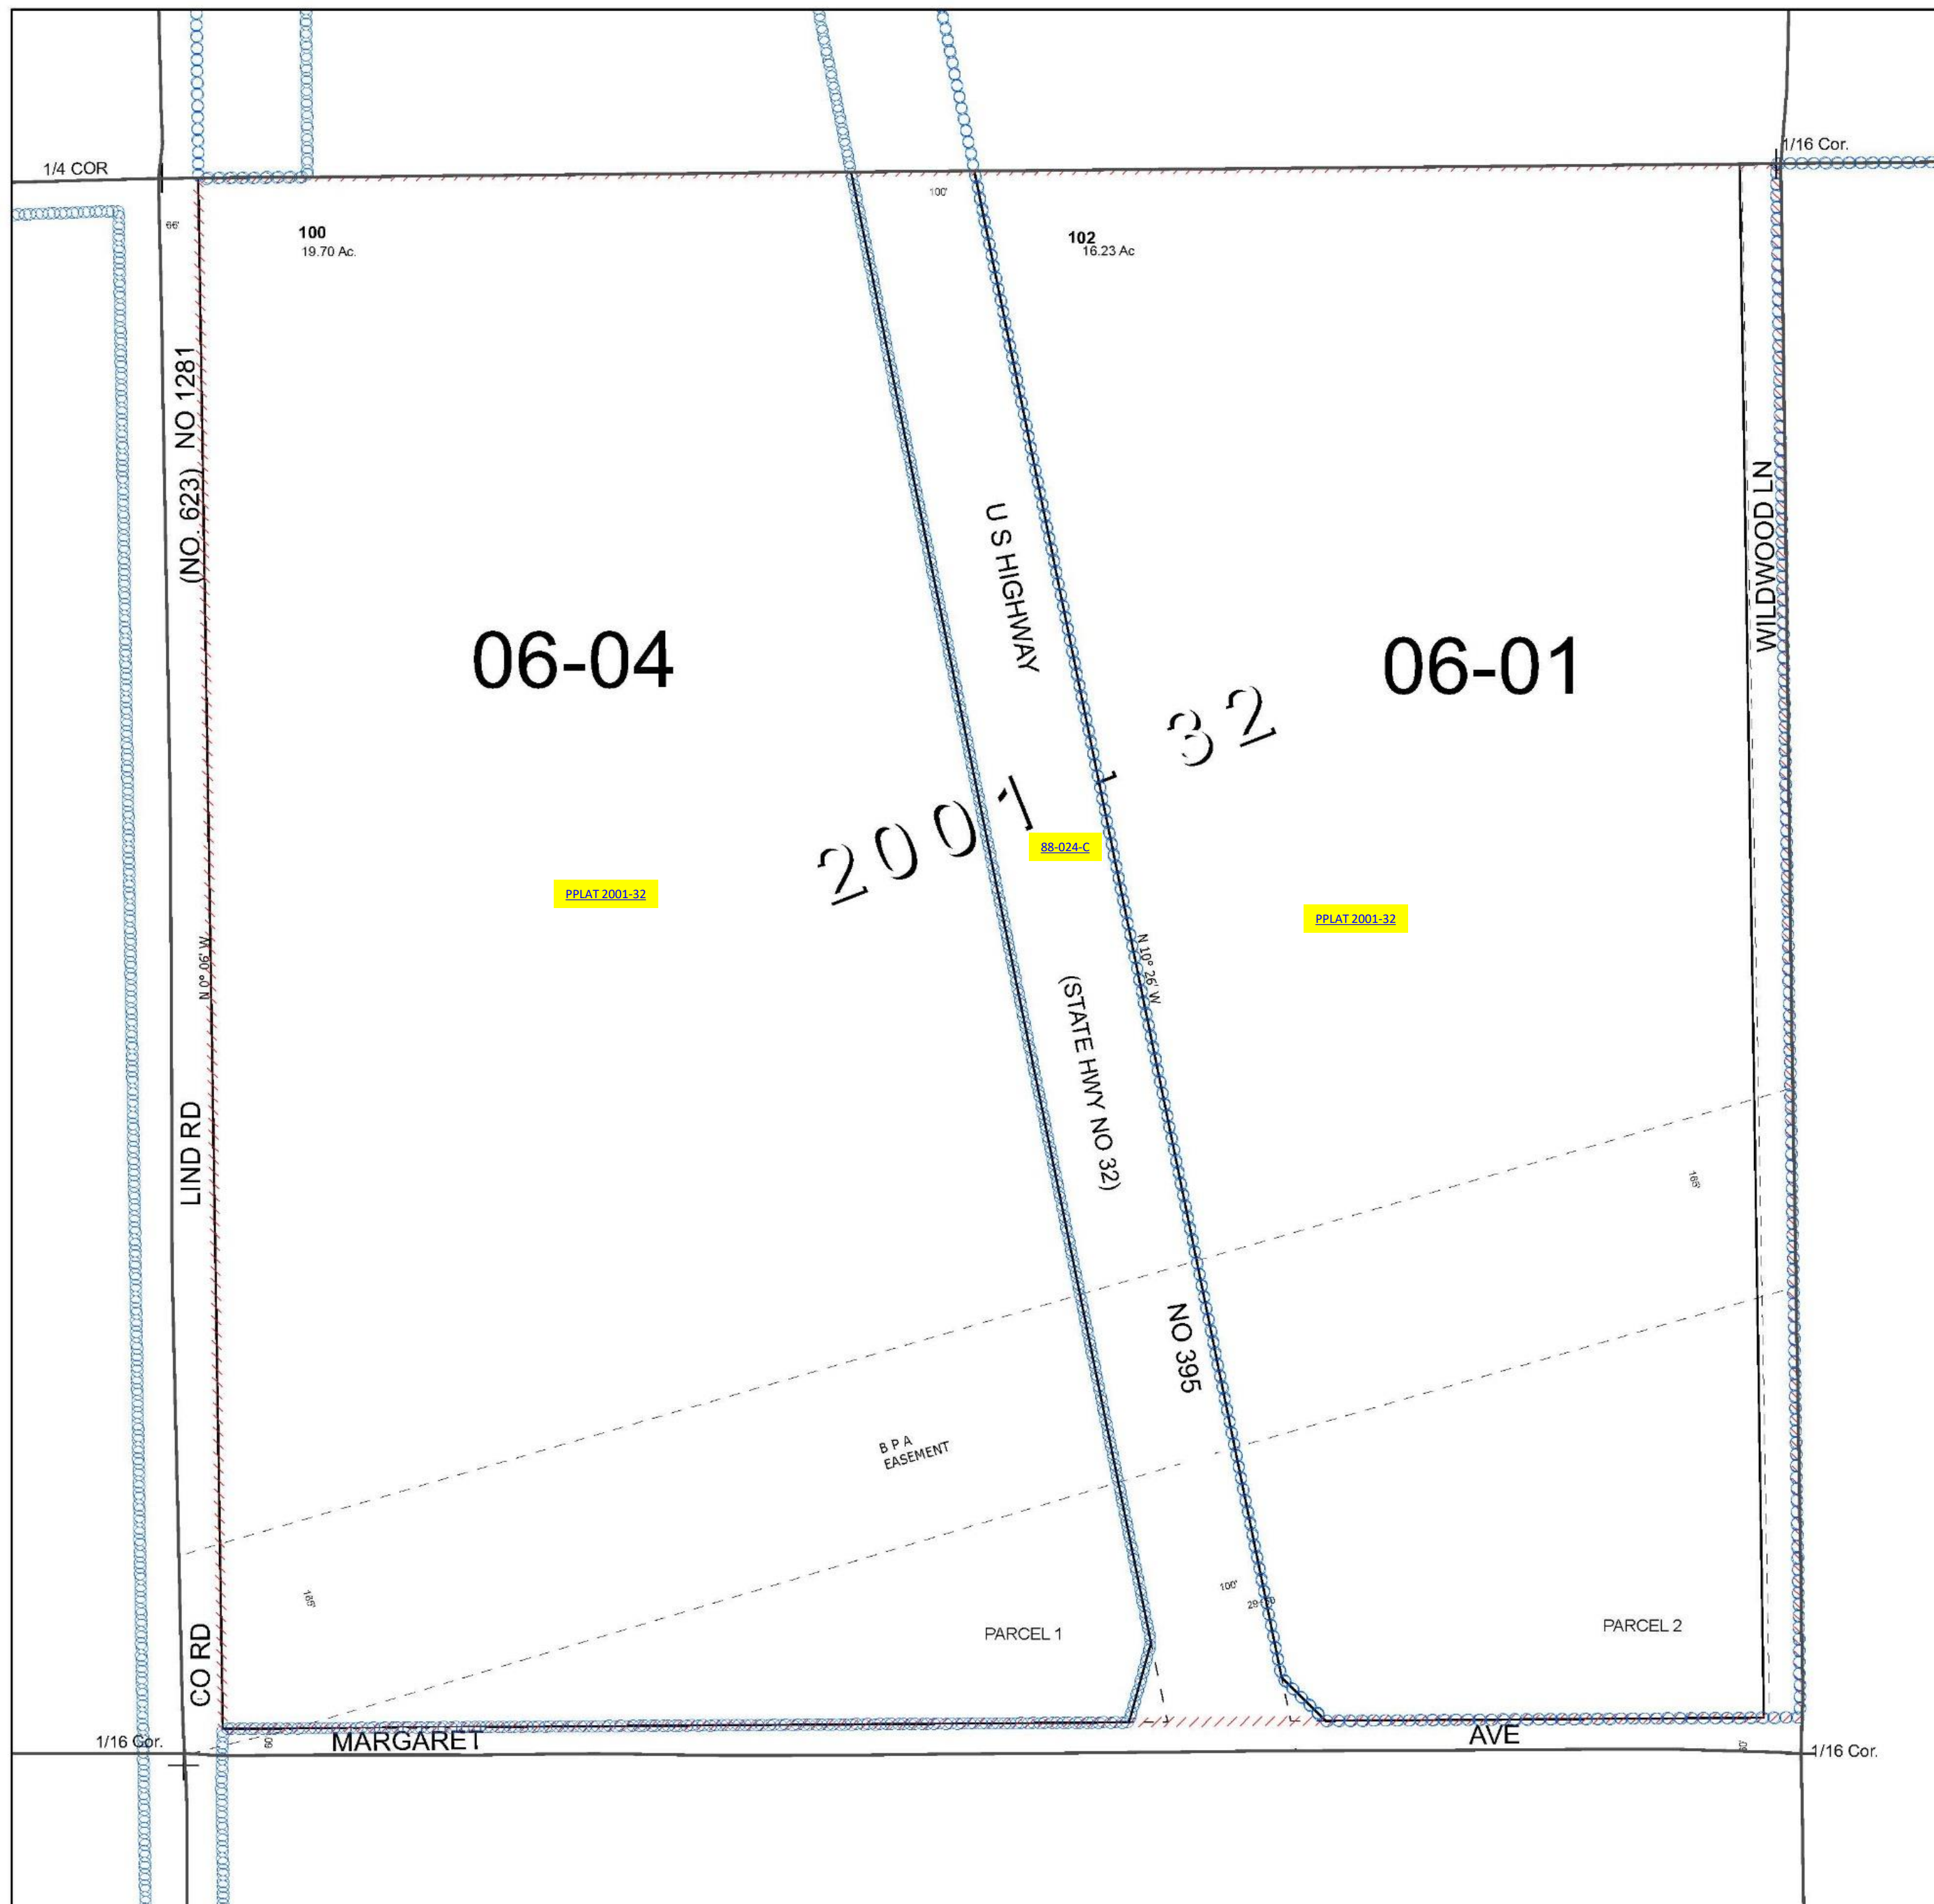 1/16 Cor.
1/4 COR
100'
66'
100
19.70 Ac.
102
16.23 Ac
(NO. 623) NO 1281
WILDWOOD LN
U S HIGHWAY
06-04
06-01
2001-32
88-024-C
PPLAT 2001-32
PPLAT 2001-32
N 0° 06' W
N 10° 26' W
(STATE HWY NO 32)
LIND RD
165'
NO 395
B P A
EASEMENT
165'
100'
PARCEL 1
PARCEL 2
CO RD
1/16 Cor.
60
MARGARET
AVE
1/16 Cor.